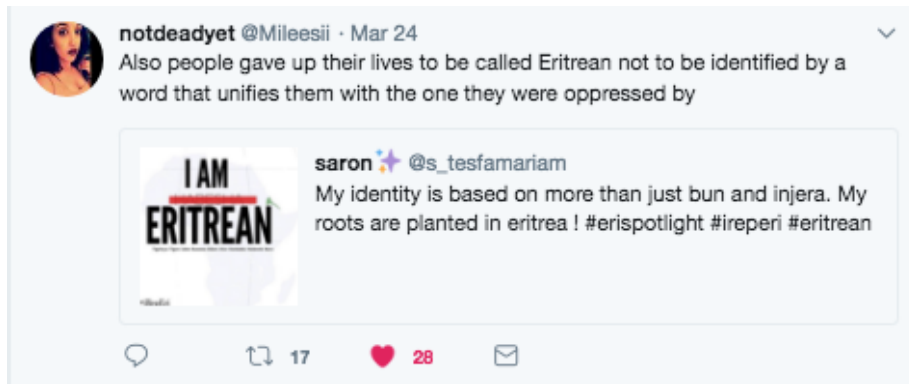 notdeadyet @Mileesii · Mar 24
Also people gave up their lives to be called Eritrean not to be identified by a
word that unifies them with the one they were oppressed by
I AM
ERITREAN
saron @s_tesfamariam
My identity is based on more than just bun and injera. My
roots are planted in eritrea ! #erispotlight #ireperi #eritrean
17 28